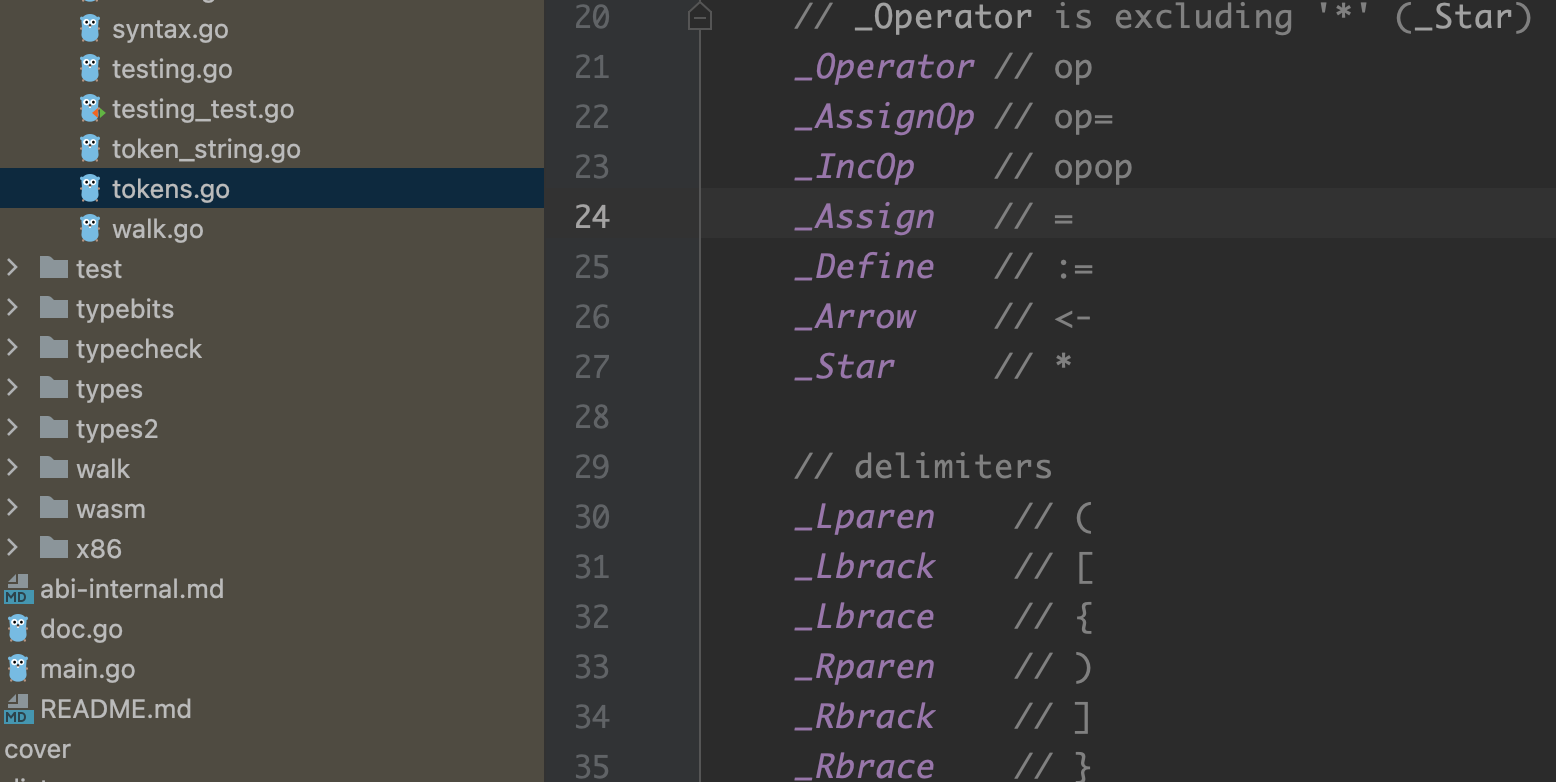 syntax.go
testing.go
testing_test.go
token_string.go
tokens.go
walk.go
test
typebits
typecheck
types
types2
walk
wasm
x86
MD abi-internal.md
doc.go
main.go
MD README.md
cover
20 // _Operator is excluding '*' (_Star)
21 _Operator // op
22 _AssignOp // op=
23 _IncOp // opop
24 _Assign // =
25 _Define // :=
26 _Arrow // <-
27 _Star // *
28
29 // delimiters
30 _Lparen // (
31 _Lbrack // [
32 _Lbrace // {
33 _Rparen // )
34 _Rbrack // ]
35 _Rbrace // }